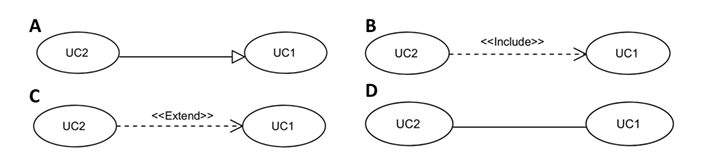 A
UC2 UC1
B
<<Include>>
UC2 UC1
C
<<Extend>>
UC2 UC1
D
UC2 UC1